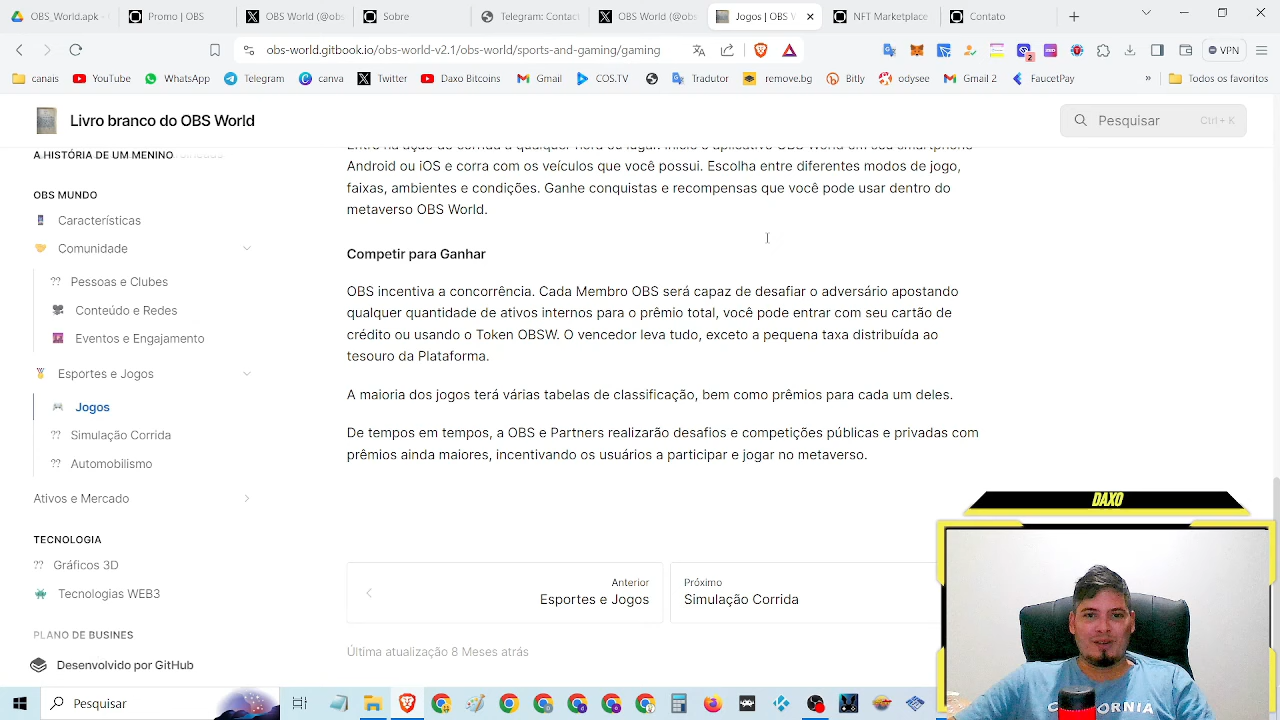 OBS_World.apk -
Promo | OBS
OBS World (@obs
Sobre
Telegram: Contact
OBS World (@obs
Jogos | OBS
NFT Marketplace
Contato
obs-world.gitbook.io/obs-world-v2.1/obs-world/sports-and-gaming/gaming
2
VPN
canais
YouTube
WhatsApp
Telegram
canva
Twitter
Daxo Bitcoins
Gmail
COS.TV
Tradutor
remove.bg
Bitly
odysee
Gmail 2
FaucetPay
»
Todos os favoritos
Livro branco do OBS World
Pesquisar
Ctrl + K
A HISTÓRIA DE UM MENINO
OBS MUNDO
Características
Comunidade
?? Pessoas e Clubes
Conteúdo e Redes
Eventos e Engajamento
Esportes e Jogos
Jogos
?? Simulação Corrida
?? Automobilismo
Ativos e Mercado
TECNOLOGIA
?? Gráficos 3D
Tecnologias WEB3
PLANO DE BUSINES
Desenvolvido por GitHub
Android ou iOS e corra com os veículos que você possui. Escolha entre diferentes modos de jogo,
faixas, ambientes e condições. Ganhe conquistas e recompensas que você pode usar dentro do
metaverso OBS World.
Competir para Ganhar
OBS incentiva a concorrência. Cada Membro OBS será capaz de desafiar o adversário apostando
qualquer quantidade de ativos internos para o prêmio total, você pode entrar com seu cartão de
crédito ou usando o Token OBSW. O vencedor leva tudo, exceto a pequena taxa distribuída ao
tesouro da Plataforma.
A maioria dos jogos terá várias tabelas de classificação, bem como prêmios para cada um deles.
De tempos em tempos, a OBS e Partners realizarão desafios e competições públicas e privadas com
prêmios ainda maiores, incentivando os usuários a participar e jogar no metaverso.
Anterior
Esportes e Jogos
Próximo
Simulação Corrida
Última atualização 8 Meses atrás
DAXO
CALIFORNIA
Pesquisar